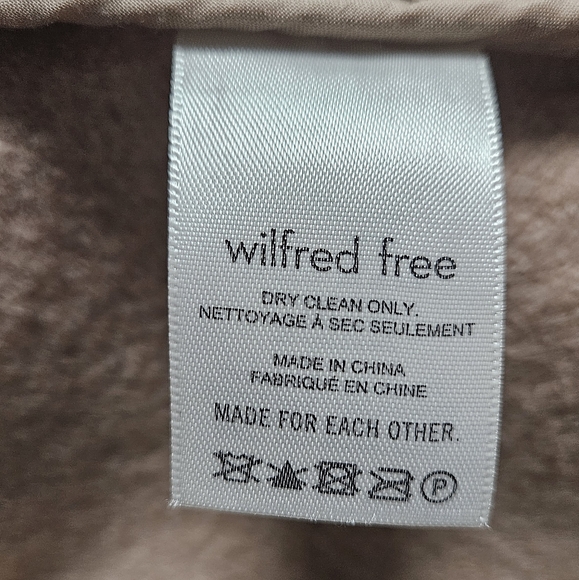 wilfred free
DRY CLEAN ONLY.
NETTOYAGE À SEC SEULEMENT
MADE IN CHINA
FABRIQUÉ EN CHINE
MADE FOR EACH OTHER.
P